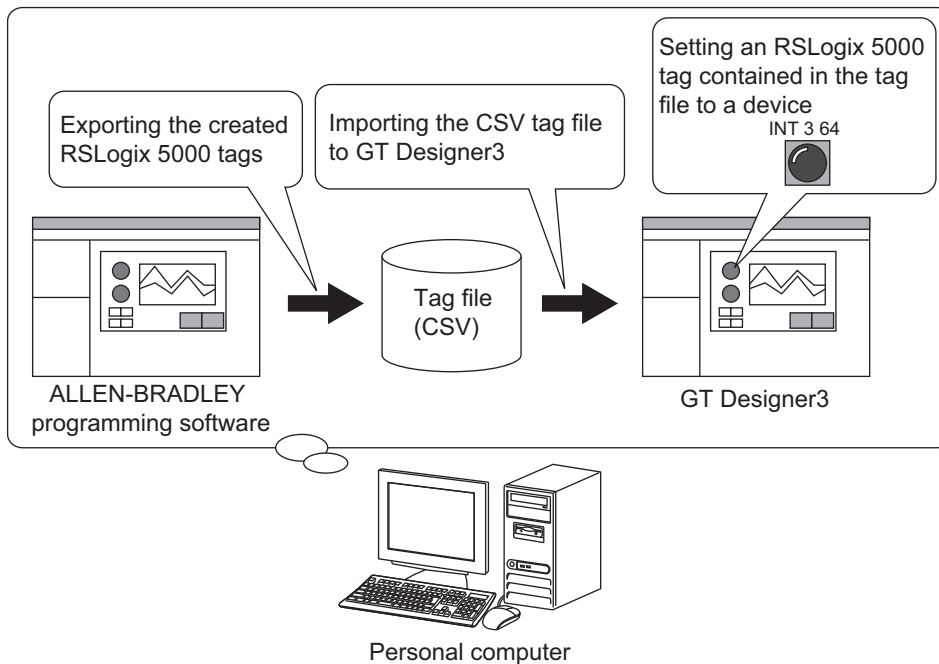 Setting an RSLogix 5000
tag contained in the tag
file to a device
INT 3 64
Exporting the created
RSLogix 5000 tags
Importing the CSV tag file
to GT Designer3
Tag file
(CSV)
ALLEN-BRADLEY
programming software
GT Designer3
Personal computer